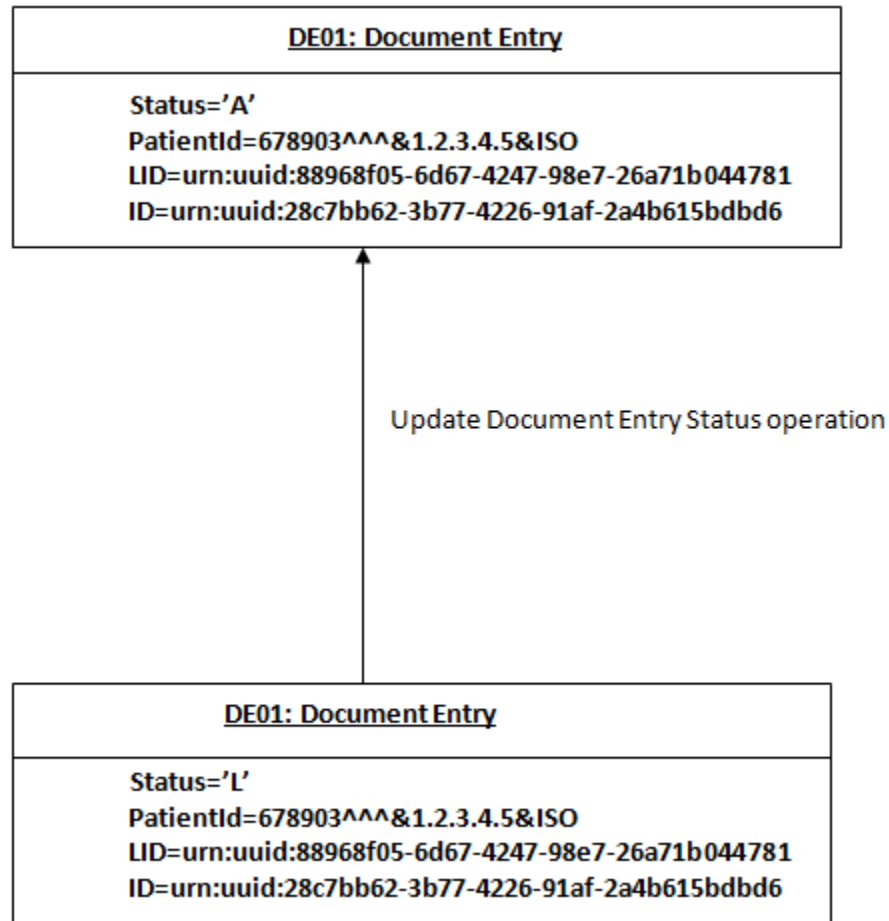 DE01: Document Entry
Status=’A’
PatientId=678903^^^&1.2.3.4.5&ISO
LID=urn:uuid:88968f05-6d67-4247-98e7-26a71b044781
ID=urn:uuid:28c7bb62-3b77-4226-91af-2a4b615bdbd6
Update Document Entry Status operation
DE01: Document Entry
Status=’L’
PatientId=678903^^^&1.2.3.4.5&ISO
LID=urn:uuid:88968f05-6d67-4247-98e7-26a71b044781
ID=urn:uuid:28c7bb62-3b77-4226-91af-2a4b615bdbd6